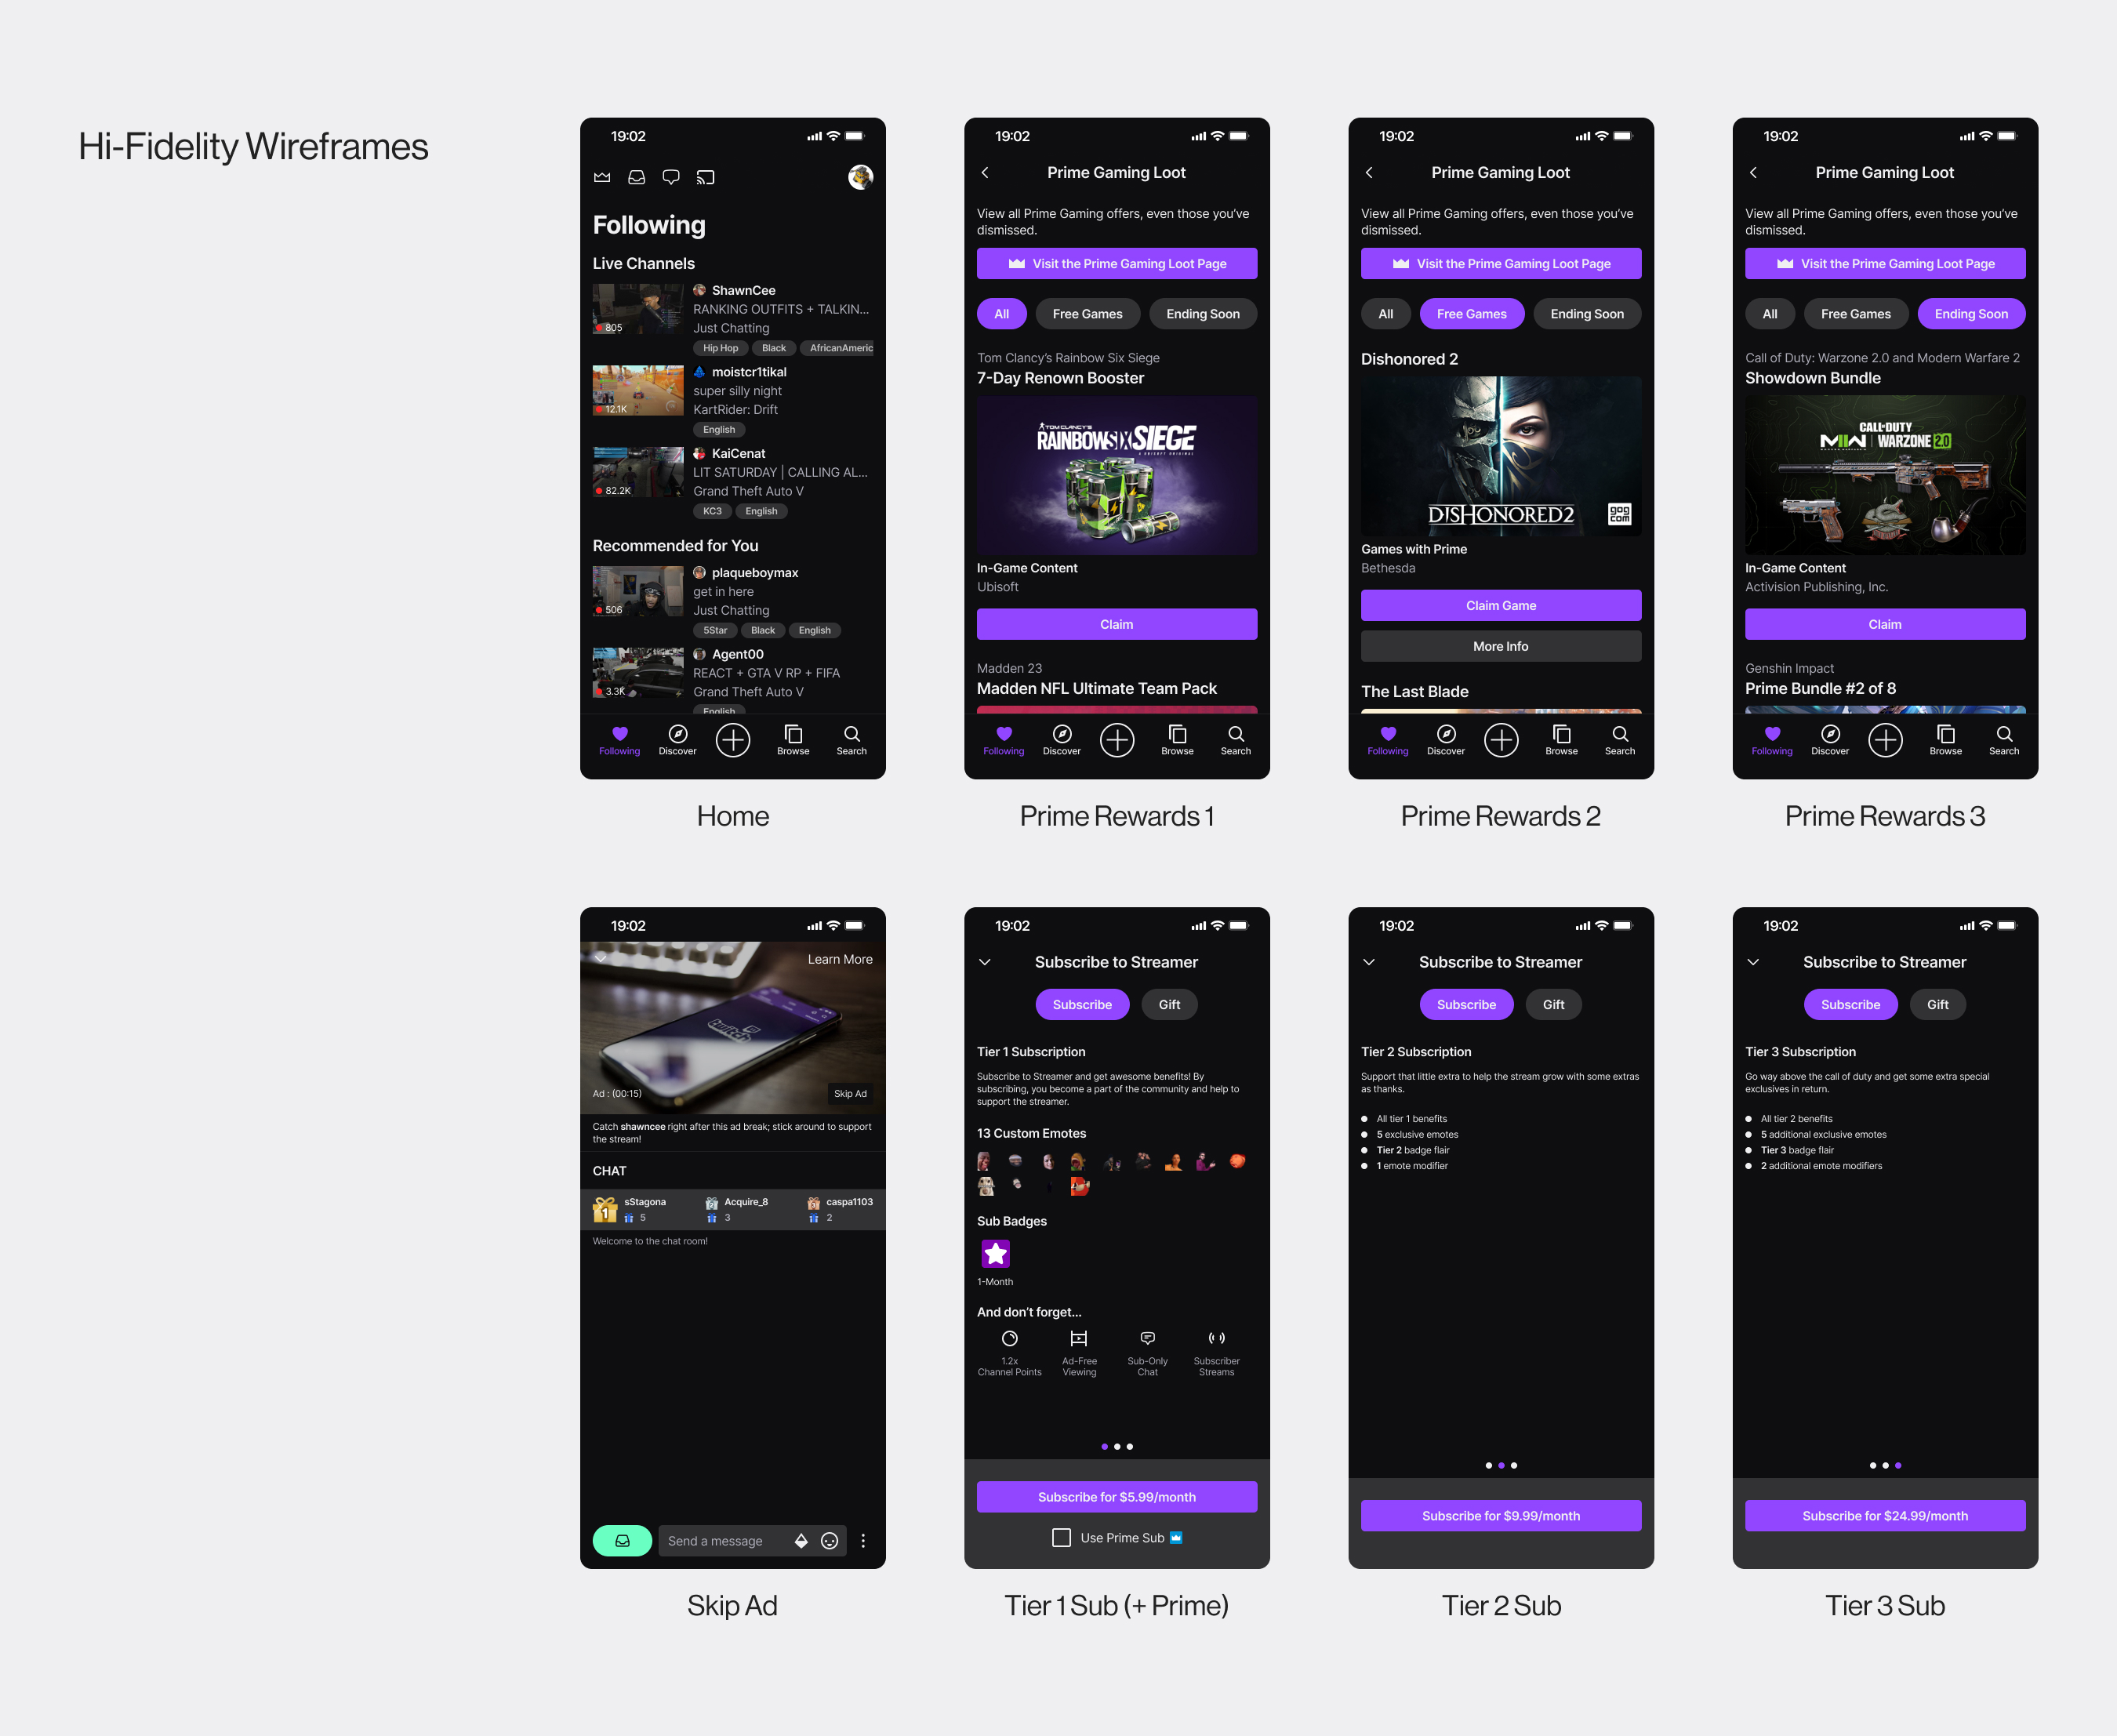 Hi-Fidelity Wireframes
19:02
Following
Live Channels
ShawnCee
RANKING OUTFITS + TALKIN...
Just Chatting
805
Hip Hop Black AfricanAmeric
moistcr1tikal
super silly night
KartRider: Drift
12.1K
English
KaiCenat
LIT SATURDAY | CALLING AL...
Grand Theft Auto V
82.2K
KC3 English
Recommended for You
plaqueboymax
get in here
Just Chatting
506
5Star Black English
Agent00
REACT + GTA V RP + FIFA
Grand Theft Auto V
3.3K
English
Following Discover Browse Search
Home
19:02
Prime Gaming Loot
View all Prime Gaming offers, even those you've
dismissed.
Visit the Prime Gaming Loot Page
All Free Games Ending Soon
Tom Clancy's Rainbow Six Siege
7-Day Renown Booster
TOM CLANCY'S
RAINBOW SIX SIEGE
A UBISOFT ORIGINAL
In-Game Content
Ubisoft
Claim
Madden 23
Madden NFL Ultimate Team Pack
Following Discover Browse Search
Prime Rewards 1
19:02
Prime Gaming Loot
View all Prime Gaming offers, even those you've
dismissed.
Visit the Prime Gaming Loot Page
All Free Games Ending Soon
Dishonored 2
DISHONORED2
gog
com
Games with Prime
Bethesda
Claim Game
More Info
The Last Blade
Following Discover Browse Search
Prime Rewards 2
19:02
Prime Gaming Loot
View all Prime Gaming offers, even those you've
dismissed.
Visit the Prime Gaming Loot Page
All Free Games Ending Soon
Call of Duty: Warzone 2.0 and Modern Warfare 2
Showdown Bundle
CALL OF DUTY
MWII WARZONE 2.0
In-Game Content
Activision Publishing, Inc.
Claim
Genshin Impact
Prime Bundle #2 of 8
Following Discover Browse Search
Prime Rewards 3
19:02
Learn More
twitch
Ad : (00:15)
Skip Ad
Catch shawncee right after this ad break; stick around to support
the stream!
CHAT
1 sStagona 2 Acquire_8 3 caspa1103
5 3 2
Welcome to the chat room!
Send a message
Skip Ad
19:02
Subscribe to Streamer
Subscribe Gift
Tier 1 Subscription
Subscribe to Streamer and get awesome benefits! By
subscribing, you become a part of the community and help to
support the streamer.
13 Custom Emotes
Sub Badges
1-Month
And don't forget...
1.2x Ad-Free Sub-Only Subscriber
Channel Points Viewing Chat Streams
Subscribe for $5.99/month
Use Prime Sub
Tier 1 Sub (+ Prime)
19:02
Subscribe to Streamer
Subscribe Gift
Tier 2 Subscription
Support that little extra to help the stream grow with some extras
as thanks.
All tier 1 benefits
5 exclusive emotes
Tier 2 badge flair
1 emote modifier
Subscribe for $9.99/month
Tier 2 Sub
19:02
Subscribe to Streamer
Subscribe Gift
Tier 3 Subscription
Go way above the call of duty and get some extra special
exclusives in return.
All tier 2 benefits
5 additional exclusive emotes
Tier 3 badge flair
2 additional emote modifiers
Subscribe for $24.99/month
Tier 3 Sub